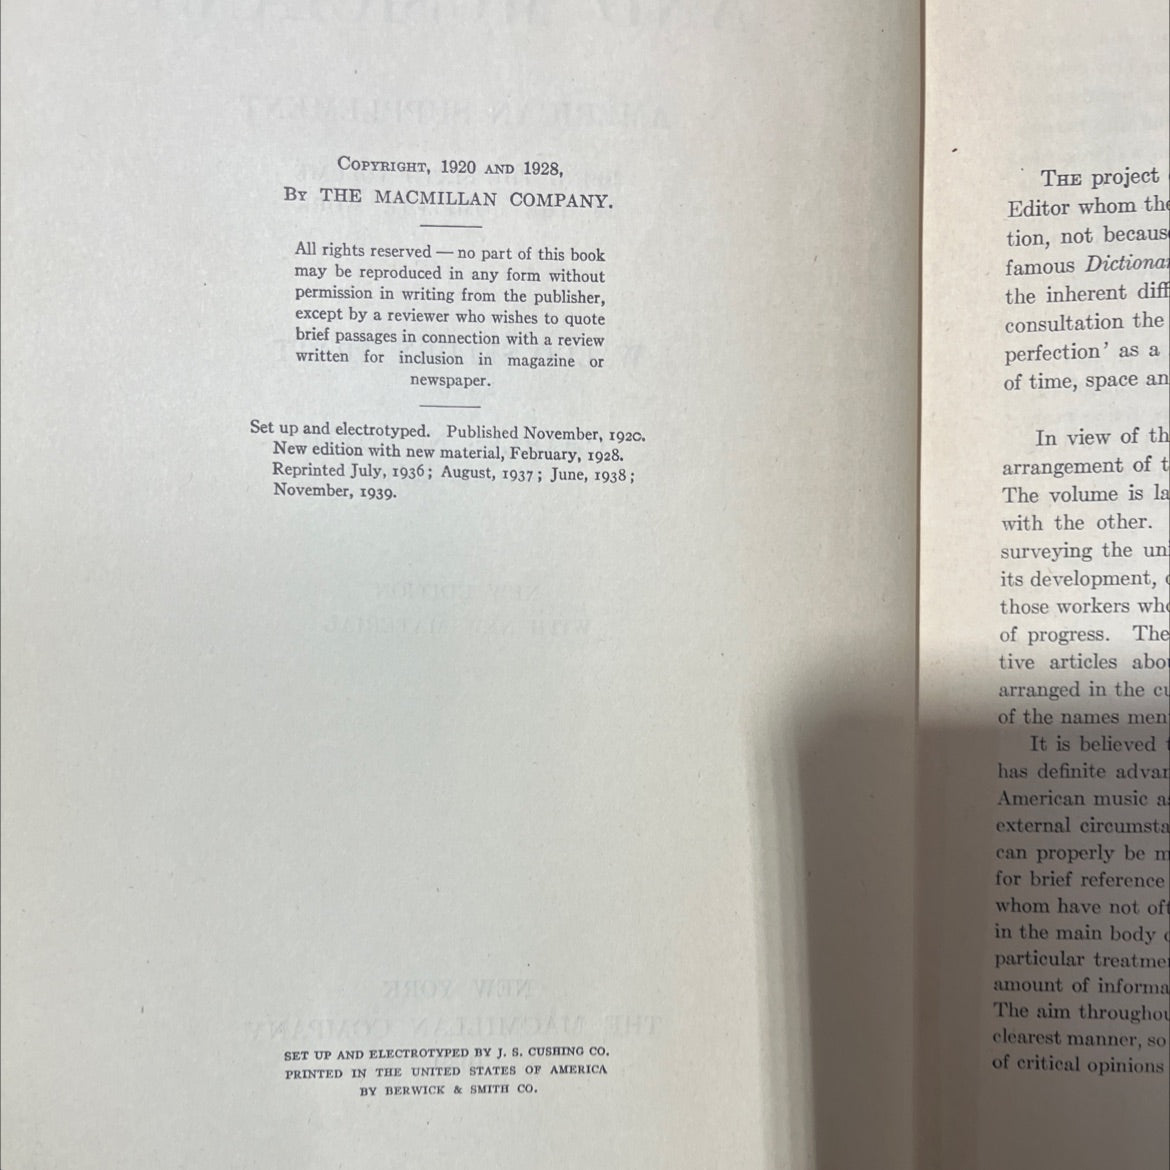 COPYRIGHT, 1920 AND 1928,
BY THE MACMILLAN COMPANY.
All rights reserved — no part of this book
may be reproduced in any form without
permission in writing from the publisher,
except by a reviewer who wishes to quote
brief passages in connection with a review
written for inclusion in magazine or
newspaper.
Set up and electrotyped. Published November, 1920.
New edition with new material, February, 1928.
Reprinted July, 1936; August, 1937; June, 1938;
November, 1939.
SET UP AND ELECTROTYPED BY J. S. CUSHING CO.
PRINTED IN THE UNITED STATES OF AMERICA
BY BERWICK & SMITH CO.
THE project
Editor whom the
tion, not becaus
famous Dictiona
the inherent diff
consultation the
perfection' as a
of time, space an
In view of th
arrangement of t
The volume is la
with the other.
surveying the un
its development,
those workers who
of progress. The
tive articles abo
arranged in the cu
of the names men
It is believed t
has definite advan
American music as
external circumsta
can properly be m
for brief reference
whom have not oft
in the main body
particular treatme
amount of informa
The aim throughou
clearest manner, so
of critical opinions